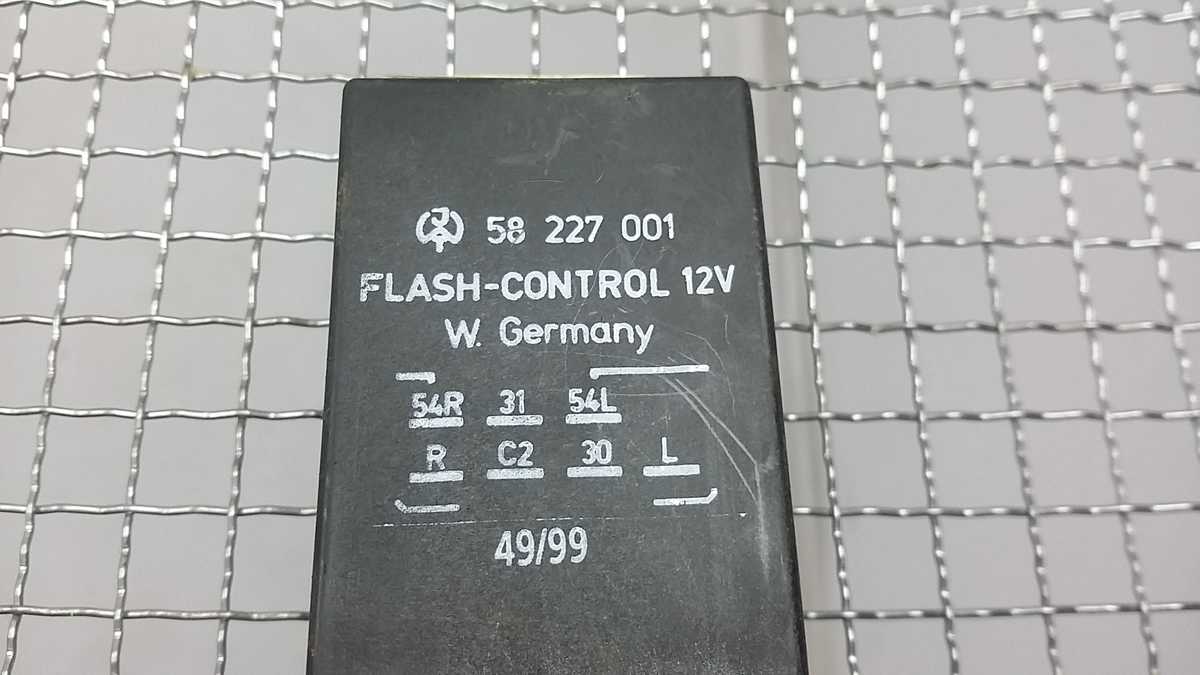 58 227 001
FLASH-CONTROL 12V
W. Germany
54R 31 54L
R C2 30 L
49/99